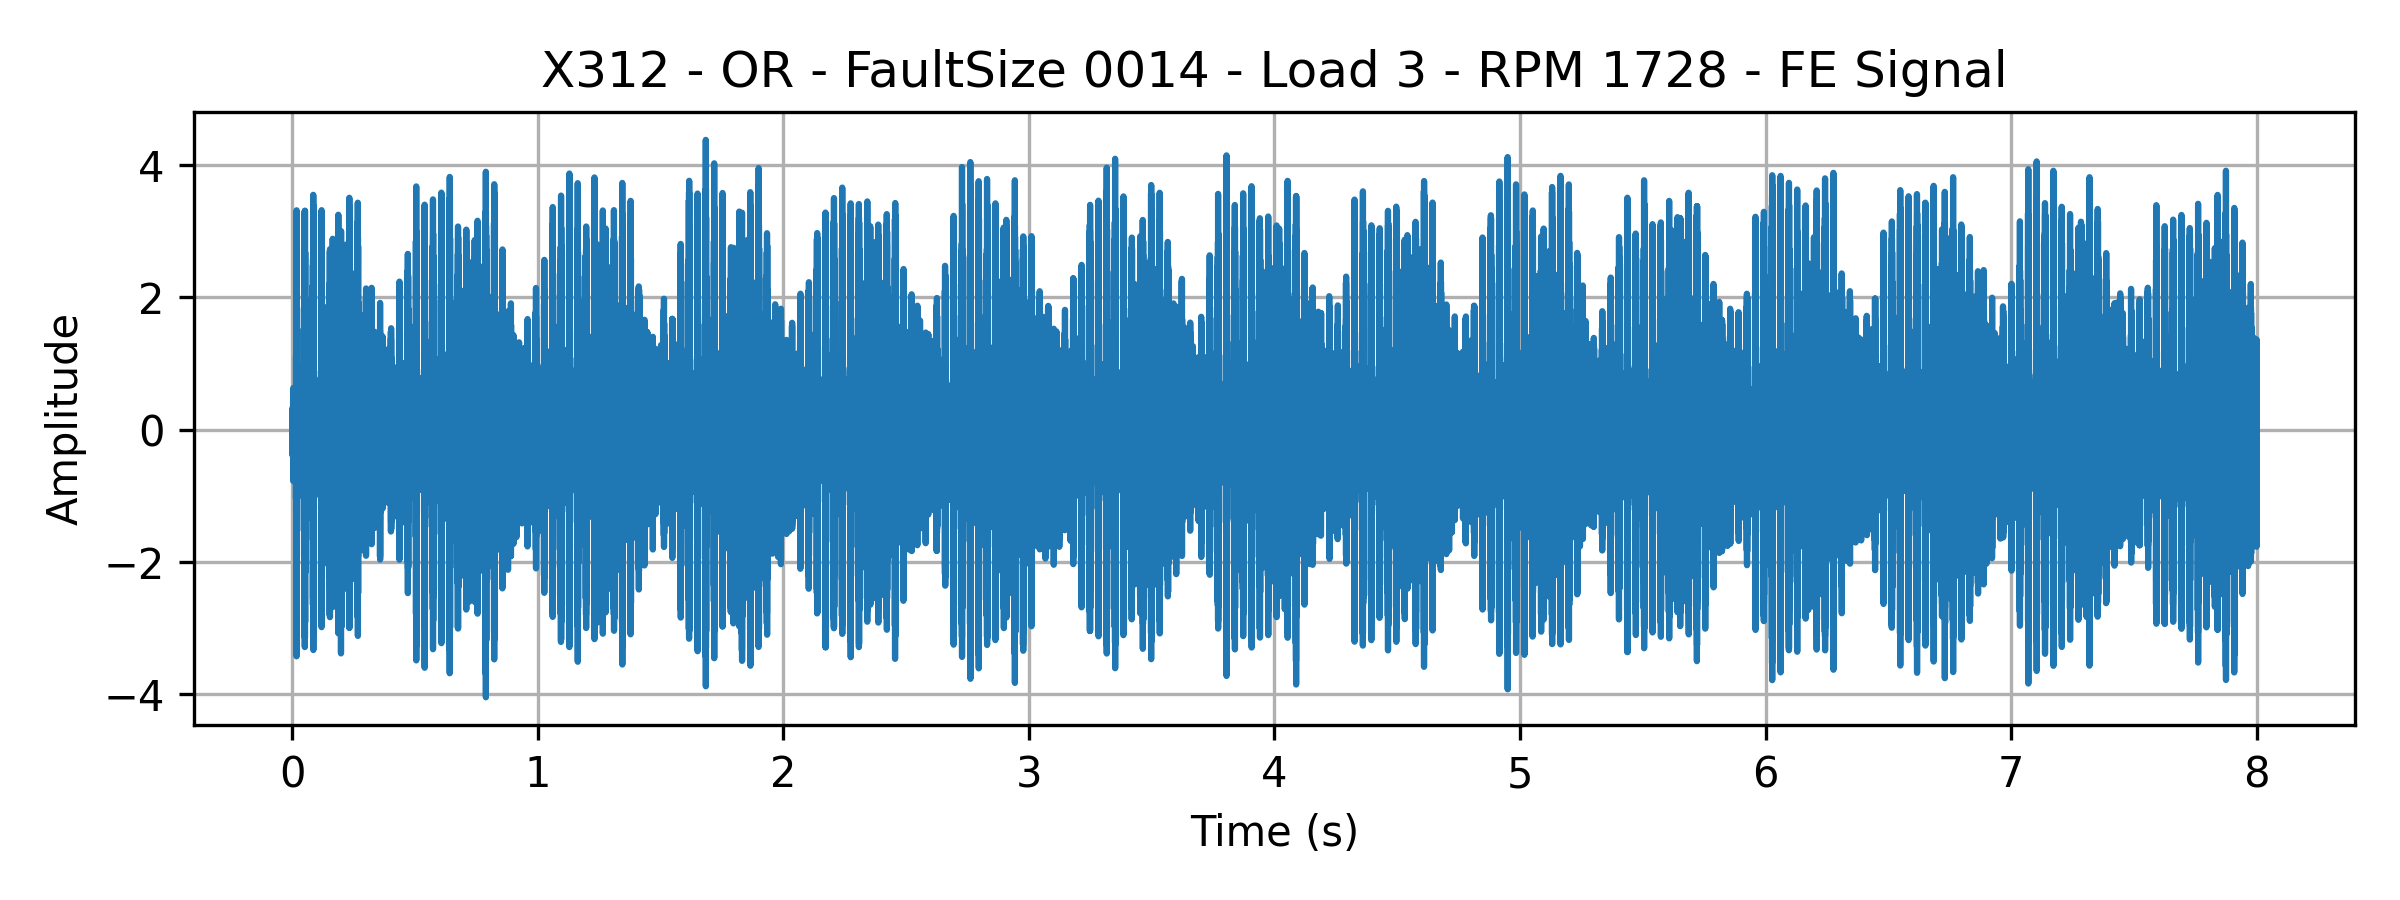 X312 - OR - FaultSize 0014 - Load 3 - RPM 1728 - FE Signal
4
2
0
−2
−4
Amplitude
0 1 2 3 4 5 6 7 8
Time (s)